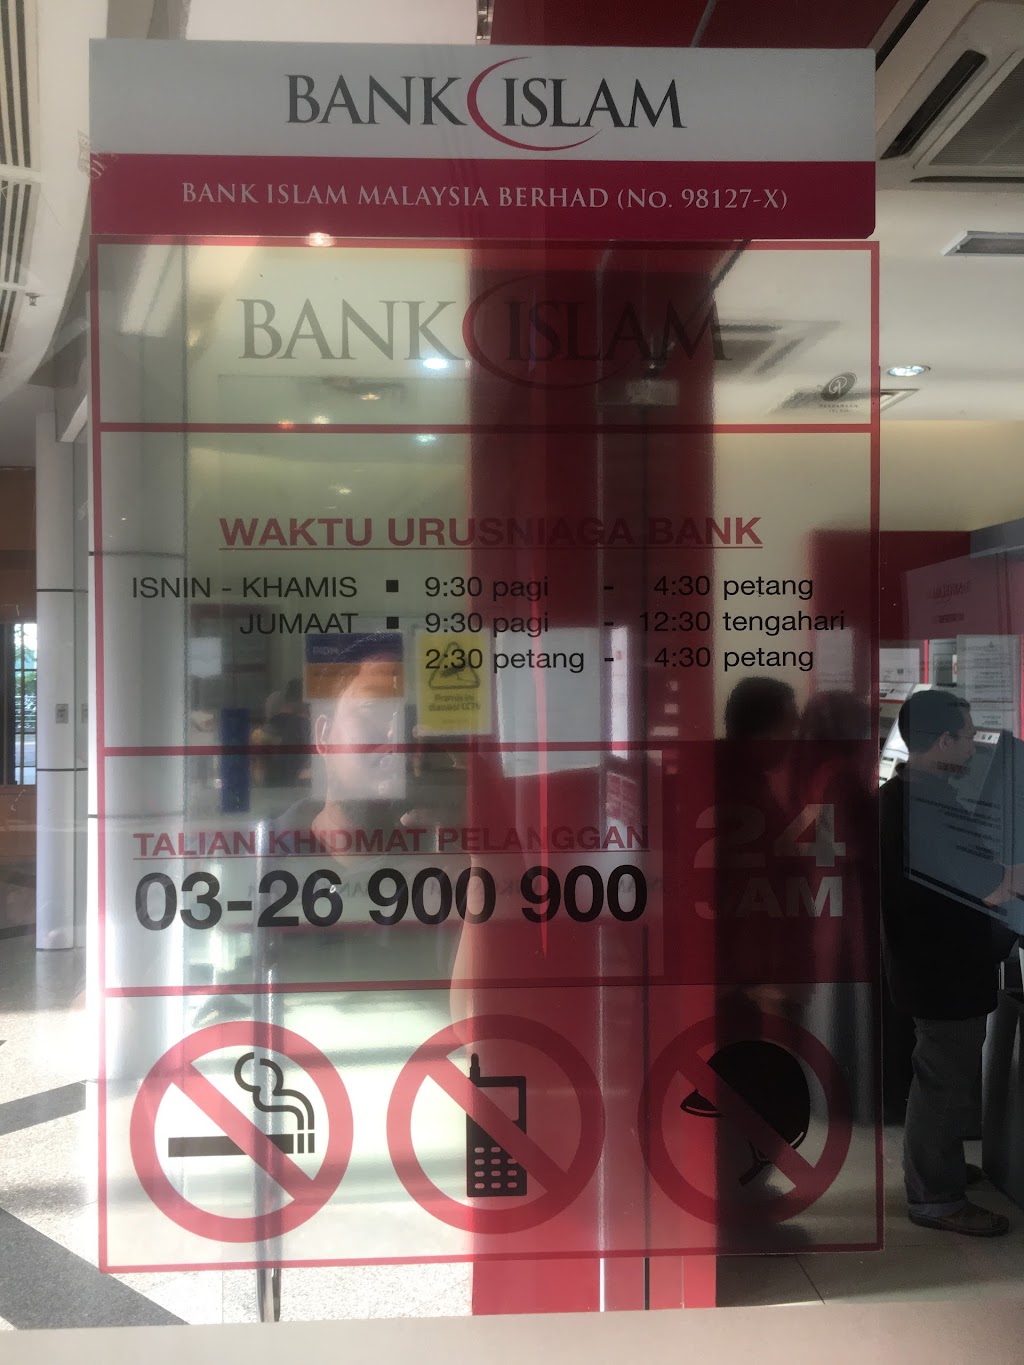 BANK ISLAM
BANK ISLAM MALAYSIA BERHAD (No. 98127-X)
BANK ISLAM
WAKTU URUSNIAGA BANK
ISNIN - KHAMIS ▪ 9:30 pagi - 4:30 petang
JUMAAT ▪ 9:30 pagi - 12:30 tengahari
2:30 petang - 4:30 petang
TALIAN KHIDMAT PELANGGAN
03-26 900 900
24
JAM